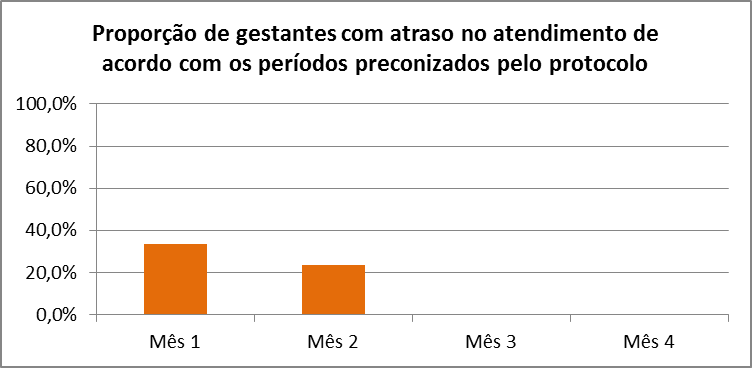 Proporção de gestantes com atraso no atendimento de
acordo com os períodos preconizados pelo protocolo
100,0%
80,0%
60,0%
40,0%
20,0%
0,0%
Mês 1
Mês 2
Mês 3
Mês 4